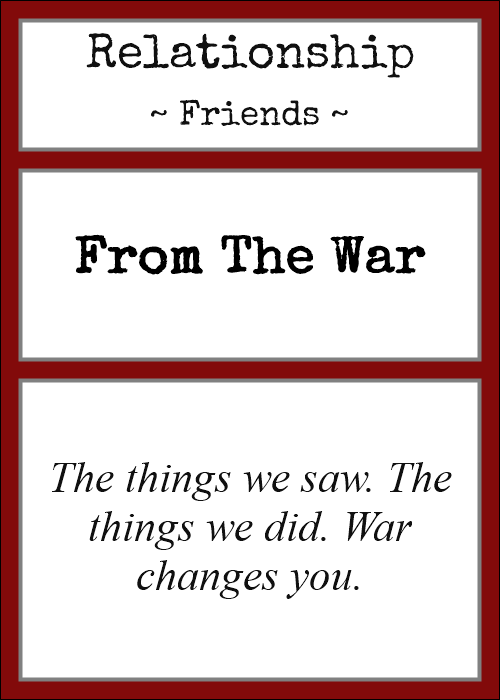 Relationship
~ Friends ~
From The War
The things we saw. The
things we did. War
changes you.